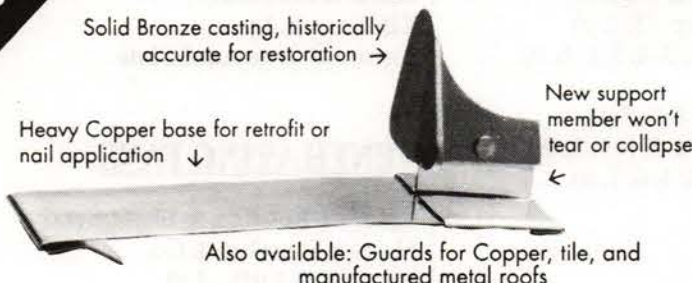 Solid Bronze casting, historically
accurate for restoration →
New support
member won't
tear or collapse
←
Heavy Copper base for retrofit or
nail application ↓
Also available: Guards for Copper, tile, and
manufactured metal roofs